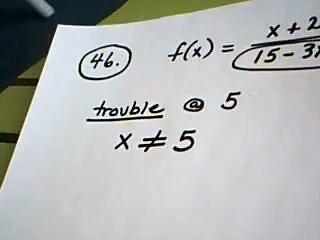 46. f(x) = x + 2
15 - 3
trouble @ 5
x ≠ 5